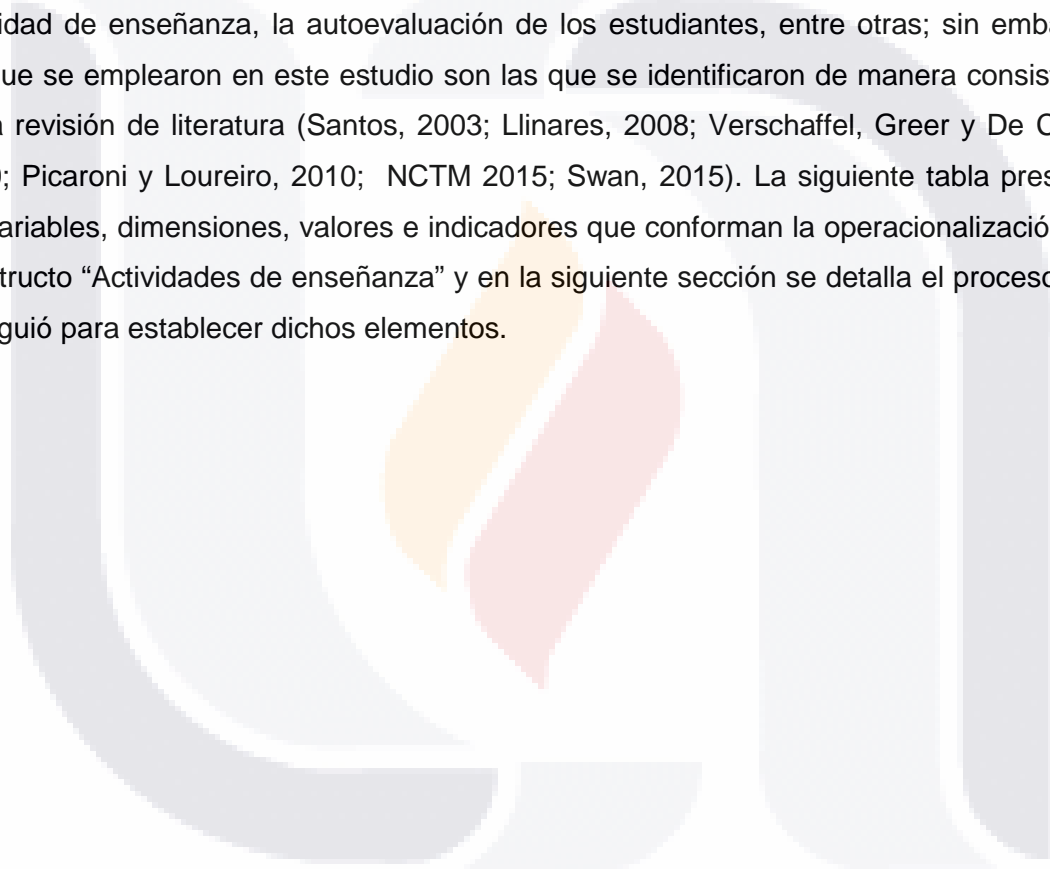 idad de enseñanza, la autoevaluación de los estudiantes, entre otras; sin emba
ue se emplearon en este estudio son las que se identificaron de manera consis
a revisión de literatura (Santos, 2003; Llinares, 2008; Verschaffel, Greer y De C
); Picaroni y Loureiro, 2010; NCTM 2015; Swan, 2015). La siguiente tabla pres
ariables, dimensiones, valores e indicadores que conforman la operacionalizació
tructo “Actividades de enseñanza” y en la siguiente sección se detalla el proceso
guió para establecer dichos elementos.